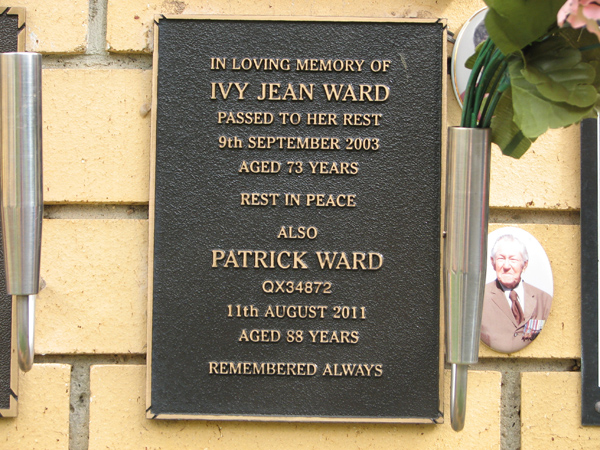 IN LOVING MEMORY OF
IVY JEAN WARD
PASSED TO HER REST
9th SEPTEMBER 2003
AGED 73 YEARS
REST IN PEACE
ALSO
PATRICK WARD
QX34872
11th AUGUST 2011
AGED 88 YEARS
REMEMBERED ALWAYS